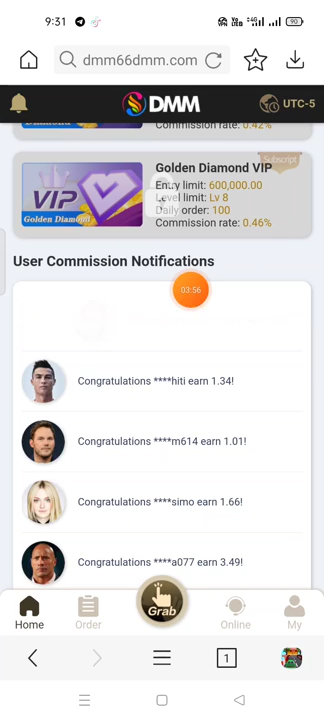 9:31
90
dmm66dmm.com
DMM
UTC-5
Commission rate: 0.42%
Subscript
Golden Diamond VIP
VIP
Golden Diamond
Entry limit: 600,000.00
Level limit: Lv 8
Daily order: 100
Commission rate: 0.46%
User Commission Notifications
03:56
Congratulations ****hiti earn 1.34!
Congratulations ****m614 earn 1.01!
Congratulations ****simo earn 1.66!
Congratulations ****a077 earn 3.49!
Grab
Home
Order
Online
My
1